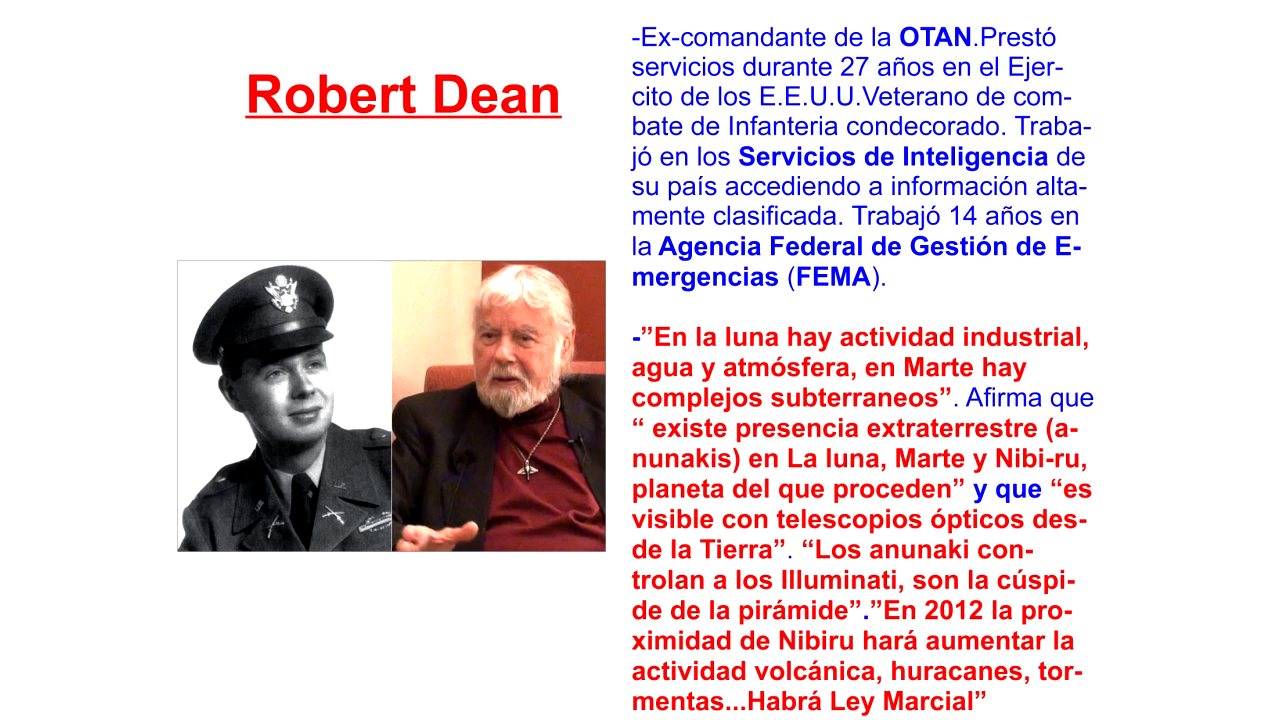 Robert Dean
-Ex-comandante de la OTAN.Prestó
servicios durante 27 años en el Ejer-
cito de los E.E.U.U.Veterano de com-
bate de Infanteria condecorado. Traba-
jó en los Servicios de Inteligencia de
su país accediendo a información alta-
mente clasificada. Trabajó 14 años en
la Agencia Federal de Gestión de E-
mergencias (FEMA).
-”En la luna hay actividad industrial,
agua y atmósfera, en Marte hay
complejos subterraneos”. Afirma que
“ existe presencia extraterrestre (a-
nunakis) en La luna, Marte y Nibi-ru,
planeta del que proceden” y que “es
visible con telescopios ópticos des-
de la Tierra”. “Los anunaki con-
trolan a los Illuminati, son la cúspi-
de de la pirámide”.”En 2012 la pro-
ximidad de Nibiru hará aumentar la
actividad volcánica, huracanes, tor-
mentas...Habrá Ley Marcial”